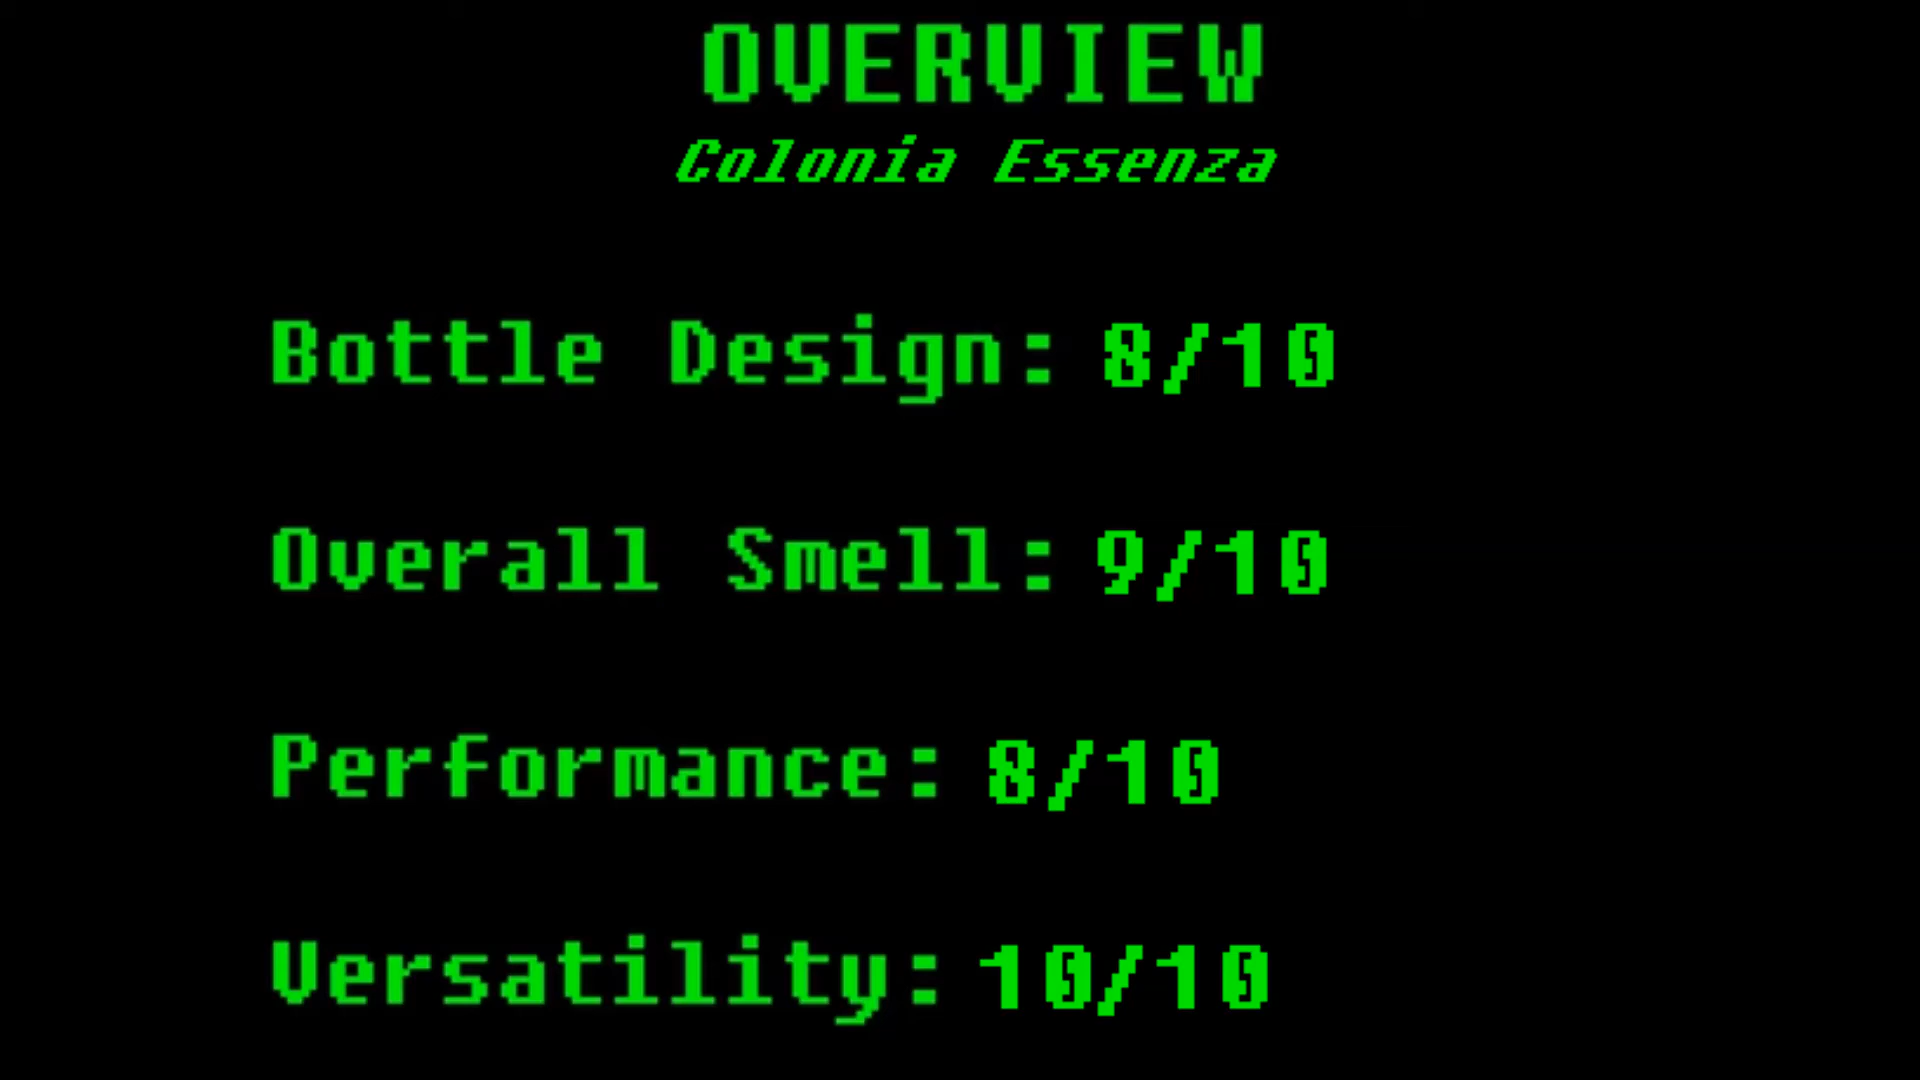 OVERVIEW
Colonia Essenza
Bottle Design: 8/10
Overall Smell: 9/10
Performance: 8/10
Versatility: 10/10